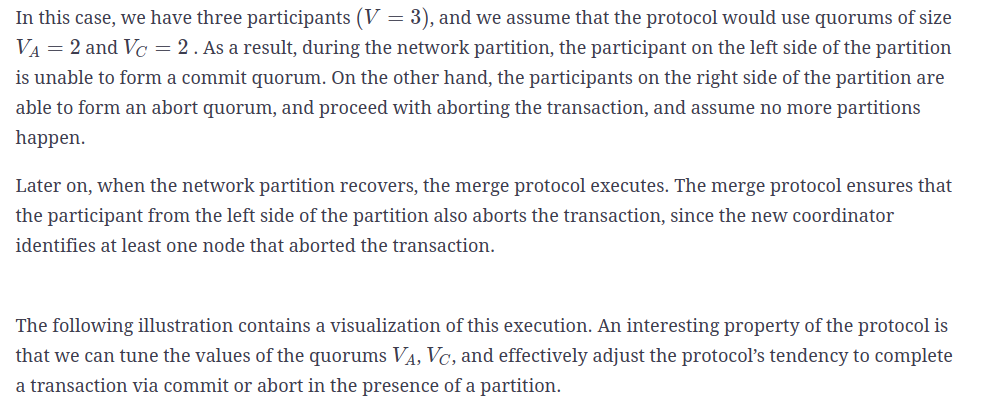 In this case, we have three participants (V = 3), and we assume that the protocol would use quorums of size
V_A = 2 and V_C = 2 . As a result, during the network partition, the participant on the left side of the partition
is unable to form a commit quorum. On the other hand, the participants on the right side of the partition are
able to form an abort quorum, and proceed with aborting the transaction, and assume no more partitions
happen.
Later on, when the network partition recovers, the merge protocol executes. The merge protocol ensures that
the participant from the left side of the partition also aborts the transaction, since the new coordinator
identifies at least one node that aborted the transaction.
The following illustration contains a visualization of this execution. An interesting property of the protocol is
that we can tune the values of the quorums V_A, V_C, and effectively adjust the protocol’s tendency to complete
a transaction via commit or abort in the presence of a partition.